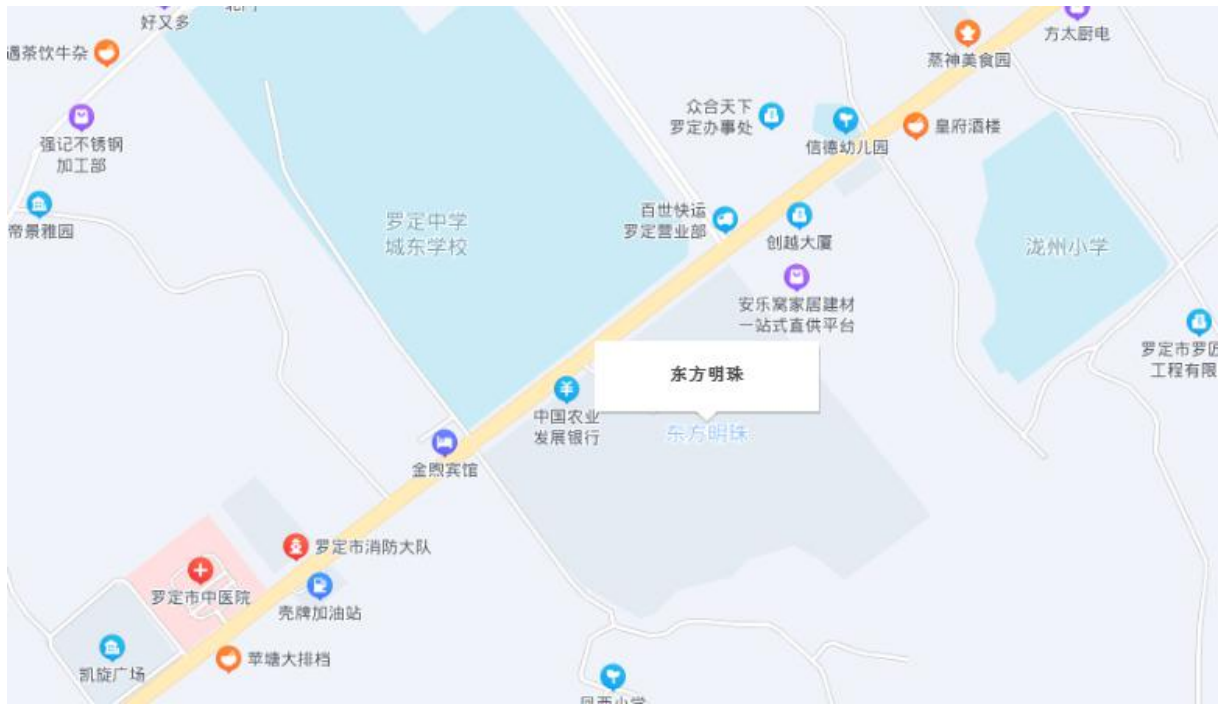 好又多
遇茶饮牛杂
强记不锈钢
加工部
帝景雅园
罗定中学
城东学校
众合天下
罗定办事处
信德幼儿园
皇府酒楼
蒸神美食园
方太厨电
百世快运
罗定营业部
创越大厦
泷州小学
安乐窝家居建材
一站式直供平台
罗定市罗匠
工程有限
东方明珠
东方明珠
中国农业
发展银行
金煦宾馆
罗定市消防大队
罗定市中医院
壳牌加油站
凯旋广场
苹塘大排档